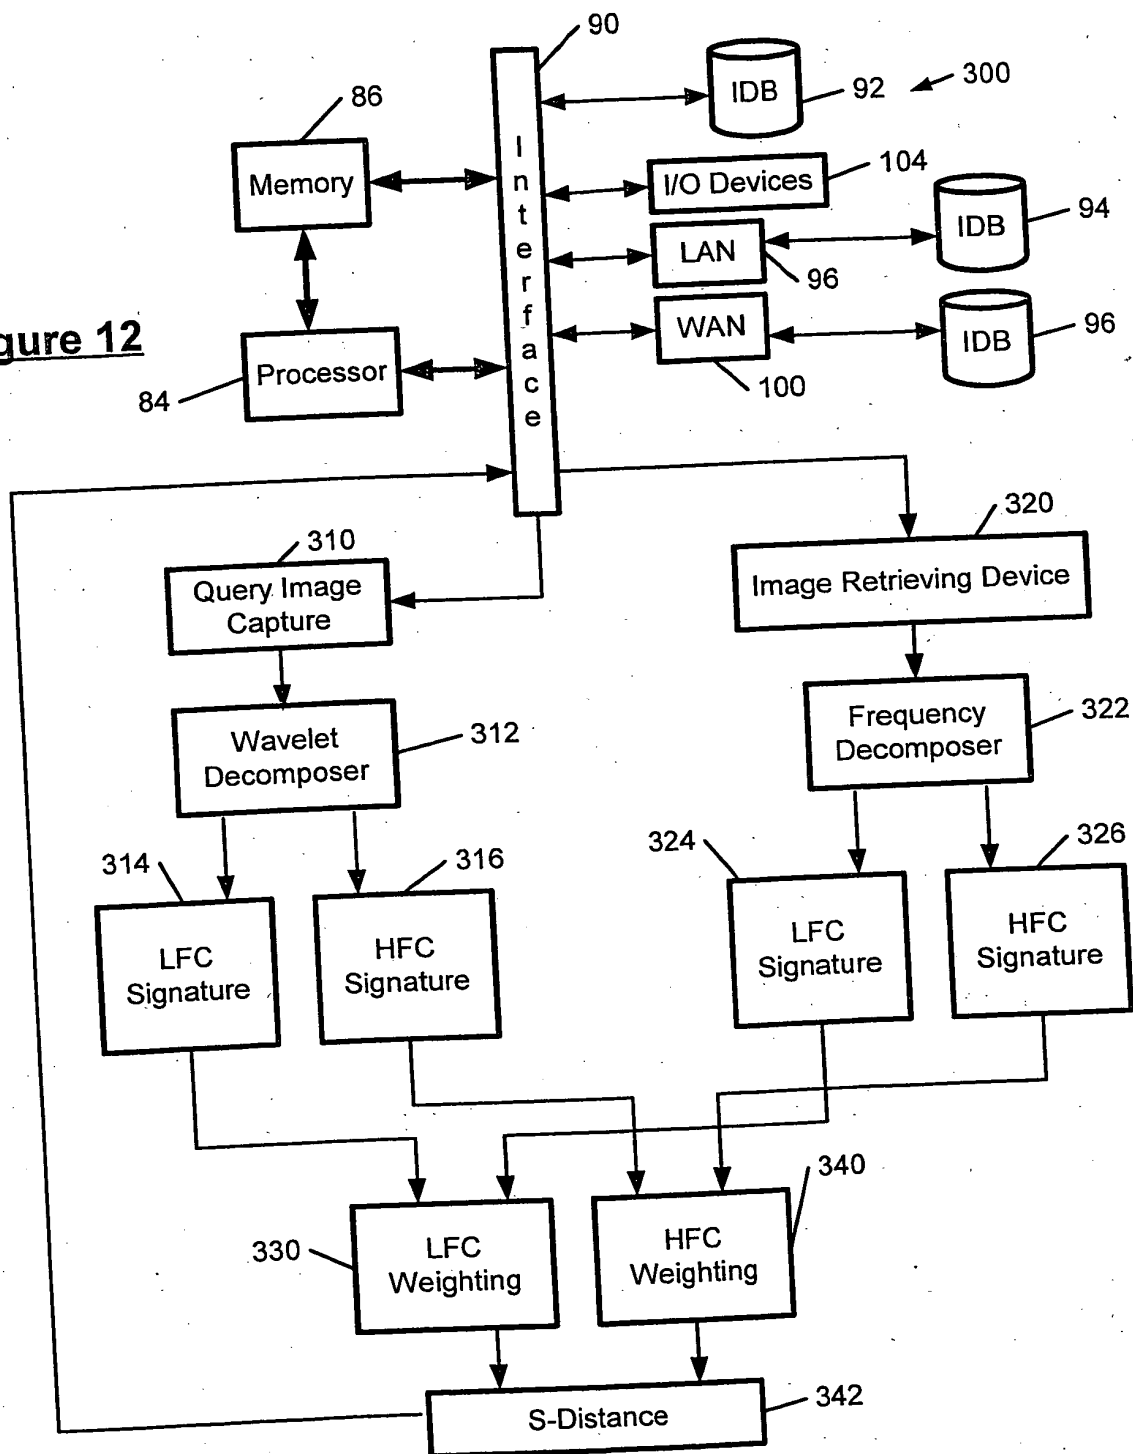 90
IDB
92
300
86
Memory
I/O Devices
104
IDB
94
LAN
96
Interface
WAN
100
IDB
96
gure 12
Processor
84
310
Query Image
Capture
320
Image Retrieving Device
Wavelet
Decomposer
312
Frequency
Decomposer
322
314
LFC
Signature
316
HFC
Signature
324
LFC
Signature
326
HFC
Signature
330
LFC
Weighting
340
HFC
Weighting
S-Distance
342